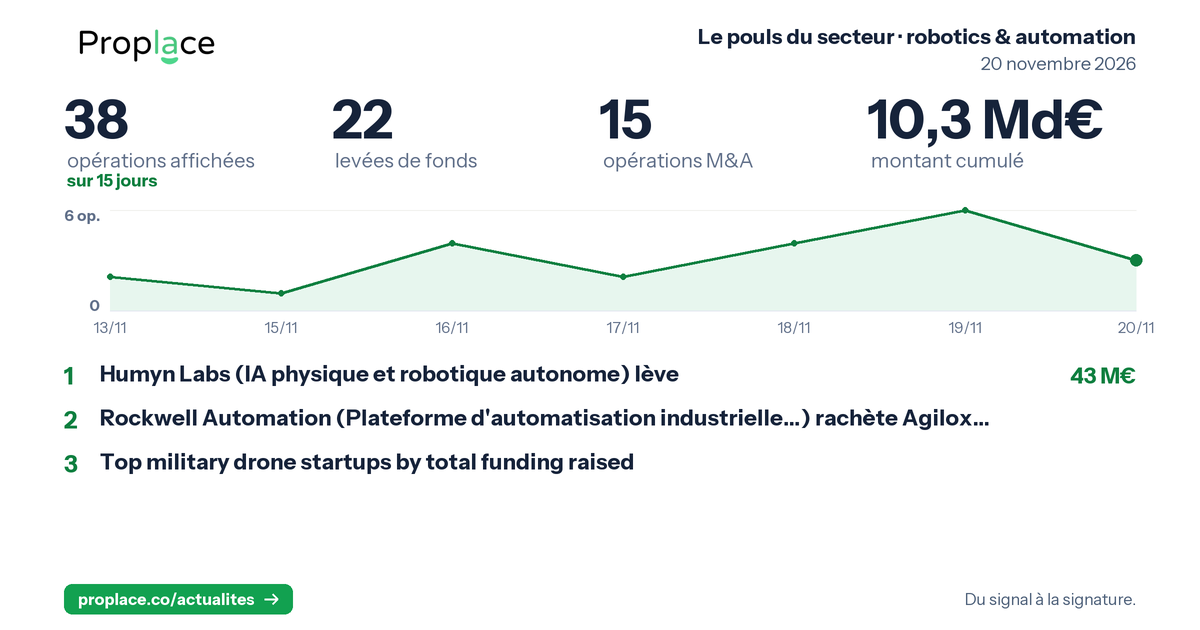 Proplace
Le pouls du secteur · robotics & automation
20 novembre 2026
38
opérations affichées
sur 15 jours
22
levées de fonds
15
opérations M&A
10,3 Md€
montant cumulé
6 op.
0
13/11 15/11 16/11 17/11 18/11 19/11 20/11
1 Humyn Labs (IA physique et robotique autonome) lève 43 M€
2 Rockwell Automation (Plateforme d'automatisation industrielle...) rachète Agilox...
3 Top military drone startups by total funding raised
proplace.co/actualites →
Du signal à la signature.